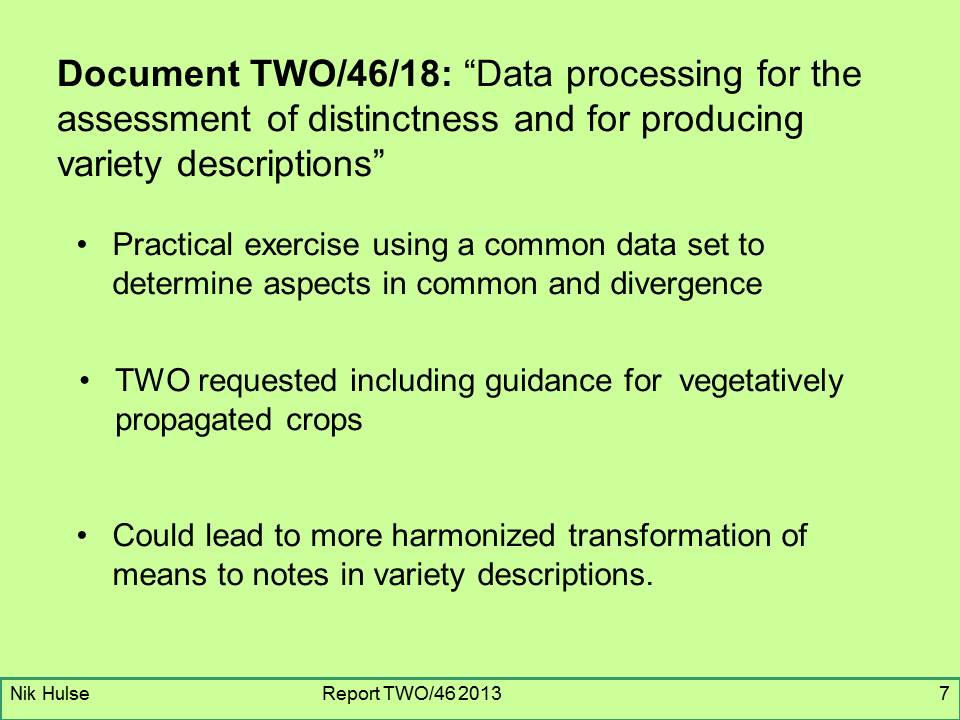 Document TWO/46/18: “Data processing for the
assessment of distinctness and for producing
variety descriptions”
• Practical exercise using a common data set to
determine aspects in common and divergence
• TWO requested including guidance for  vegetatively
propagated crops
• Could lead to more harmonized transformation of
means to notes in variety descriptions.
Nik Hulse Report TWO/46 2013 7